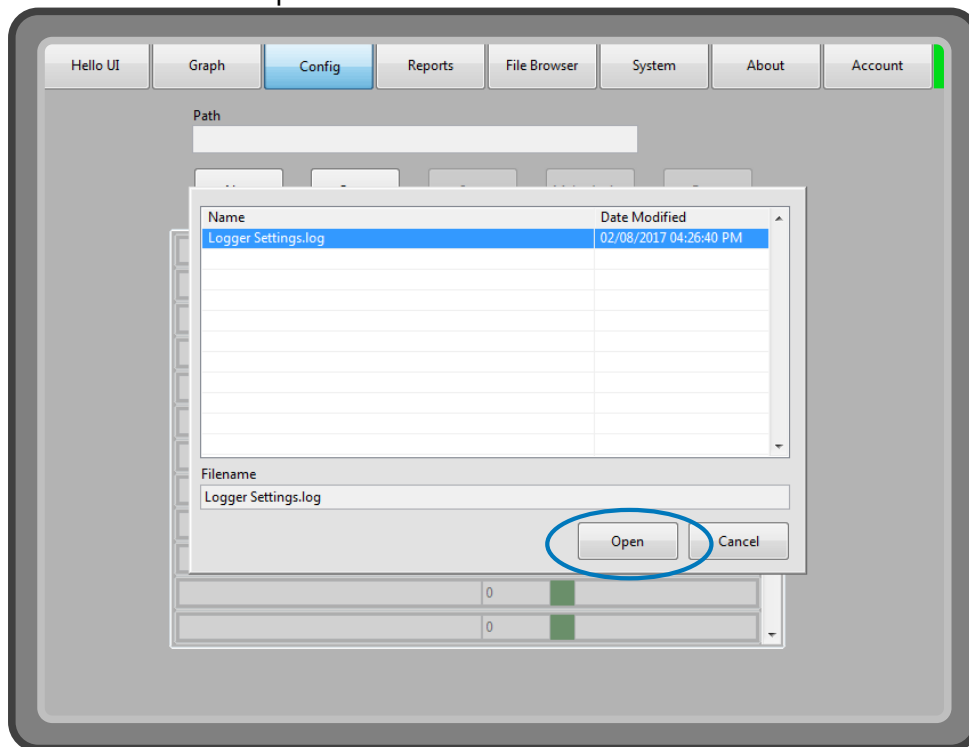 Hello UI Graph Config Reports File Browser System About Account
Path
Name Date Modified
Logger Settings.log 02/08/2017 04:26:40 PM
Filename
Logger Settings.log
Open Cancel
0
0